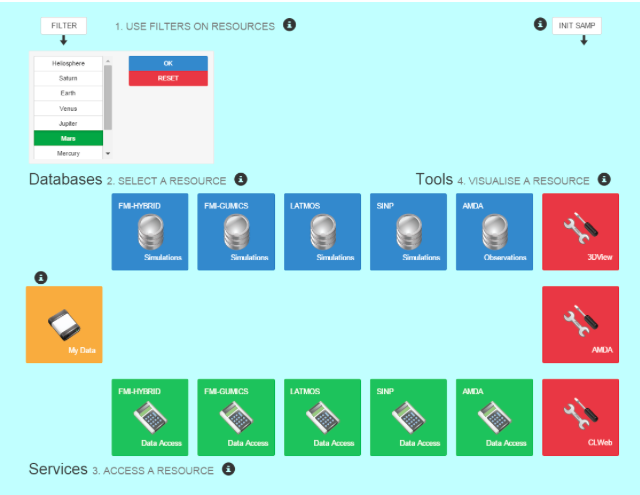 FILTER
1. USE FILTERS ON RESOURCES
INIT SAMP
Heliosphere
Saturn
Earth
Venus
Jupiter
Mars
Mercury
OK
RESET
Databases 2. SELECT A RESOURCE
Tools 4. VISUALISE A RESOURCE
FMI-HYBRID
Simulations
FMI-GUMICS
Simulations
LATMOS
Simulations
SINP
Simulations
AMDA
Observations
3DView
My Data
AMDA
FMI-HYBRID
Data Access
FMI-GUMICS
Data Access
LATMOS
Data Access
SINP
Data Access
AMDA
Data Access
CLWeb
Services 3. ACCESS A RESOURCE